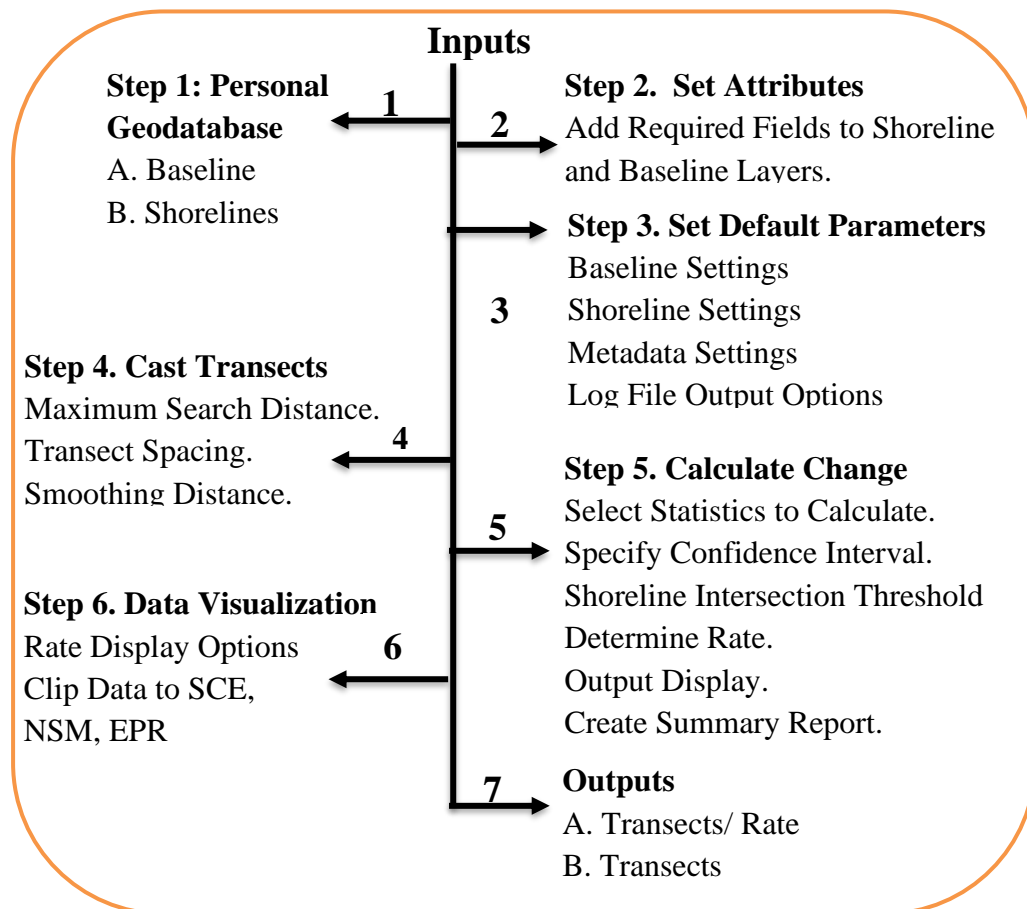 Inputs
Step 1: Personal
Geodatabase
A. Baseline
B. Shorelines
1
Step 2. Set Attributes
Add Required Fields to Shoreline
and Baseline Layers.
2
Step 3. Set Default Parameters
Baseline Settings
Shoreline Settings
Metadata Settings
Log File Output Options
3
Step 4. Cast Transects
Maximum Search Distance.
Transect Spacing.
Smoothing Distance.
4
Step 5. Calculate Change
Select Statistics to Calculate.
Specify Confidence Interval.
Shoreline Intersection Threshold
Determine Rate.
Output Display.
Create Summary Report.
5
Step 6. Data Visualization
Rate Display Options
Clip Data to SCE,
NSM, EPR
6
Outputs
A. Transects/ Rate
B. Transects
7